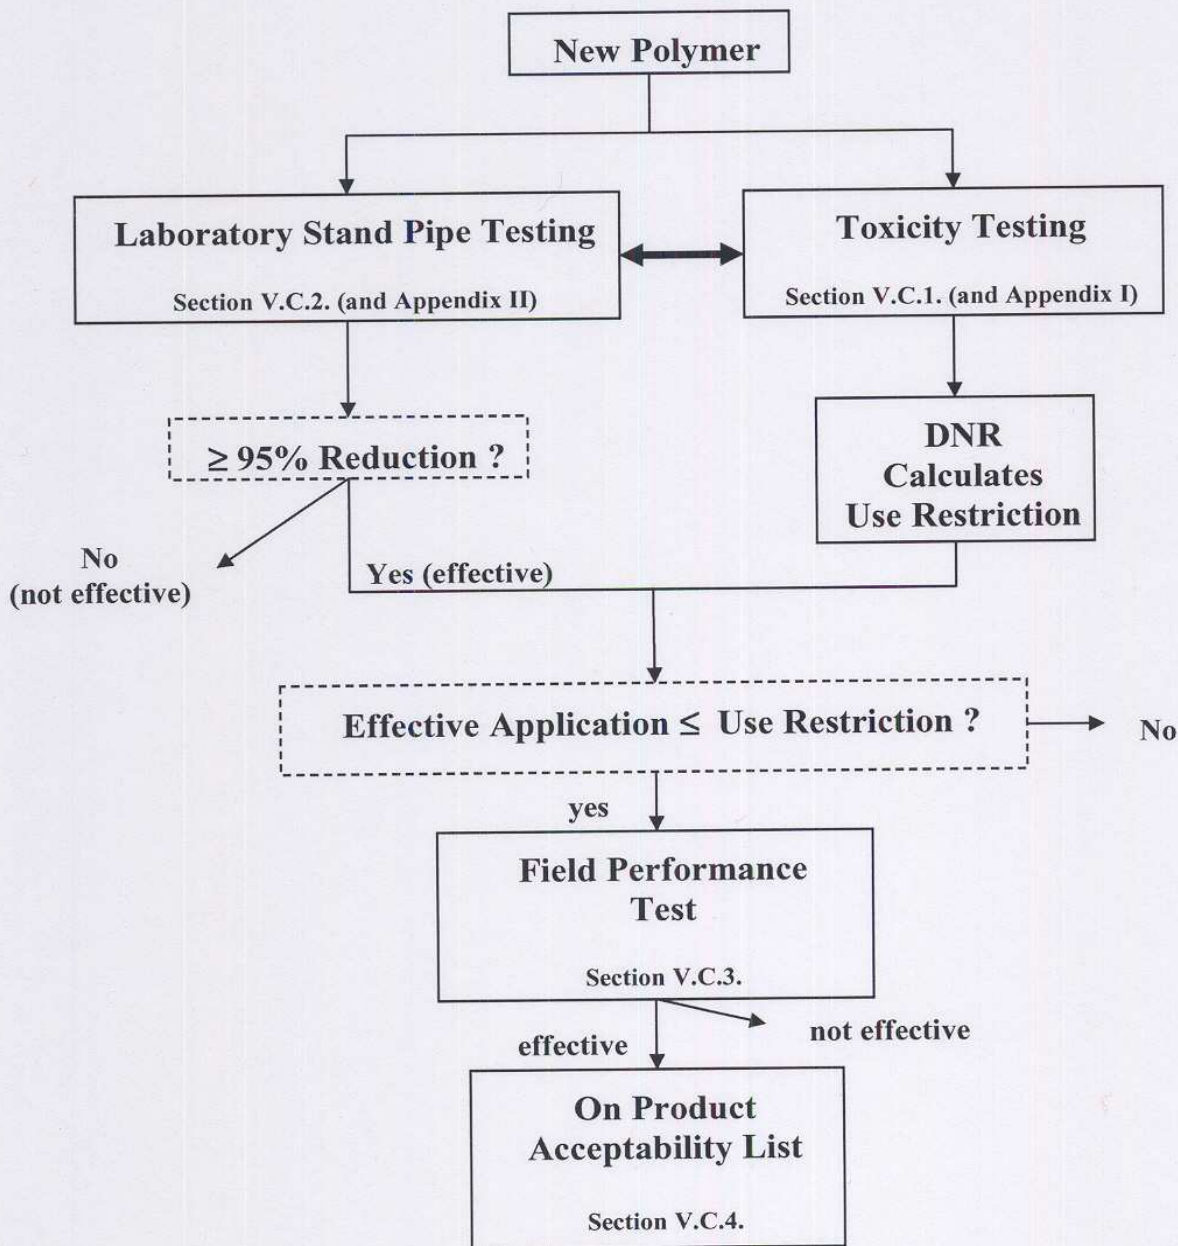 New Polymer
Laboratory Stand Pipe Testing
Section V.C.2. (and Appendix II)
Toxicity Testing
Section V.C.1. (and Appendix I)
≥ 95% Reduction ?
DNR
Calculates
Use Restriction
No
(not effective)
Yes (effective)
Effective Application ≤ Use Restriction ?
No
yes
Field Performance
Test
Section V.C.3.
effective
not effective
On Product
Acceptability List
Section V.C.4.